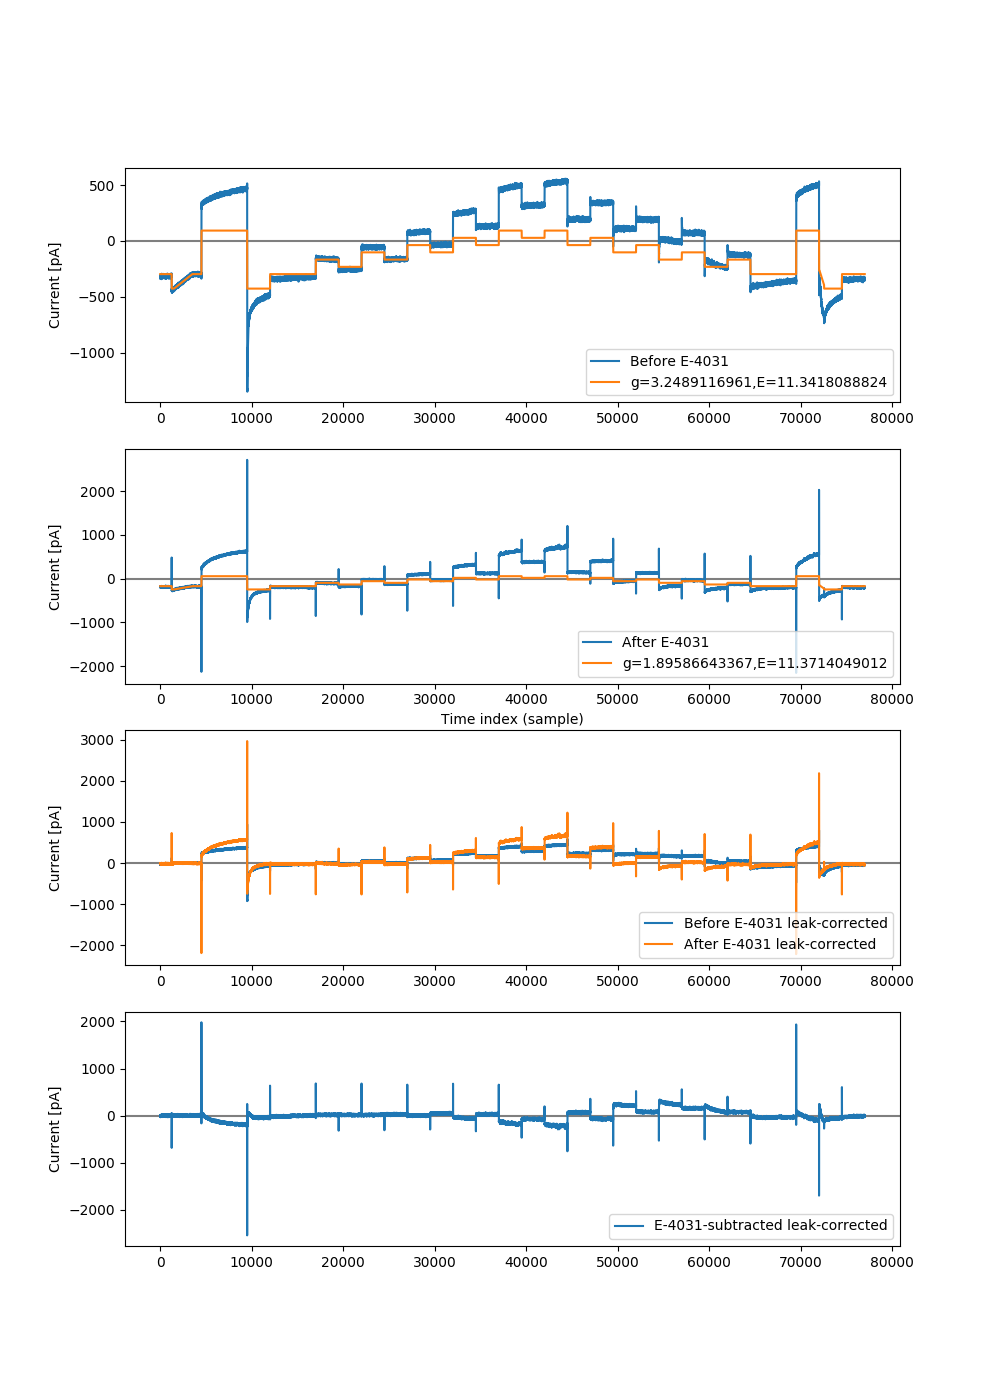 500
0
−500
−1000
Current [pA]
Before E-4031
g=3.2489116961,E=11.3418088824
0 10000 20000 30000 40000 50000 60000 70000 80000
2000
1000
0
−1000
−2000
Current [pA]
After E-4031
g=1.89586643367,E=11.3714049012
0 10000 20000 30000 40000 50000 60000 70000 80000
Time index (sample)
3000
2000
1000
0
−1000
−2000
Current [pA]
Before E-4031 leak-corrected
After E-4031 leak-corrected
0 10000 20000 30000 40000 50000 60000 70000 80000
2000
1000
0
−1000
−2000
Current [pA]
E-4031-subtracted leak-corrected
0 10000 20000 30000 40000 50000 60000 70000 80000